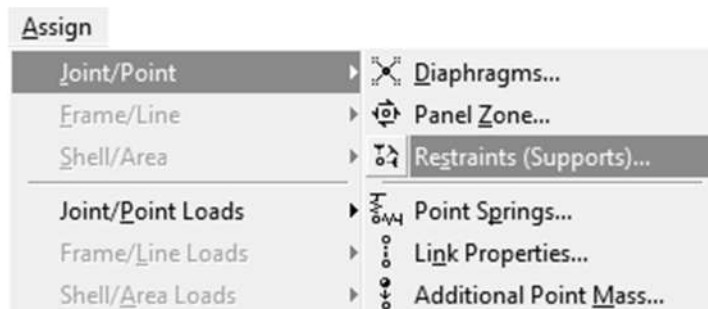 Assign
Joint/Point
Frame/Line
Shell/Area
Joint/Point Loads
Frame/Line Loads
Shell/Area Loads
Diaphragms...
Panel Zone...
Restraints (Supports)...
Point Springs...
Link Properties...
Additional Point Mass...